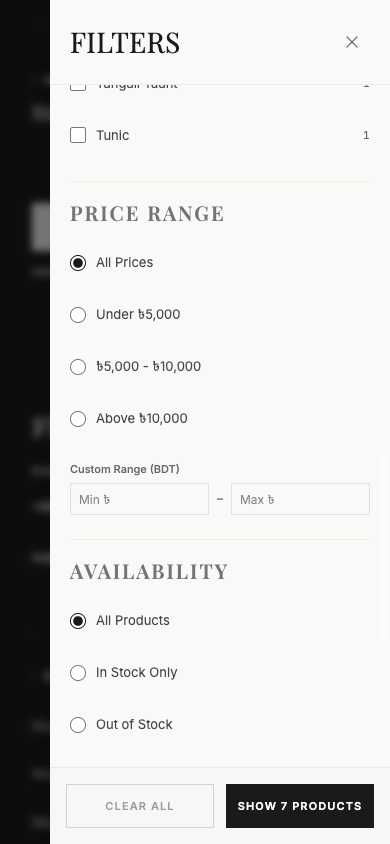 FILTERS
Tunic 1
PRICE RANGE
All Prices
Under ৳5,000
৳5,000 - ৳10,000
Above ৳10,000
Custom Range (BDT)
Min ৳ – Max ৳
AVAILABILITY
All Products
In Stock Only
Out of Stock
CLEAR ALL SHOW 7 PRODUCTS